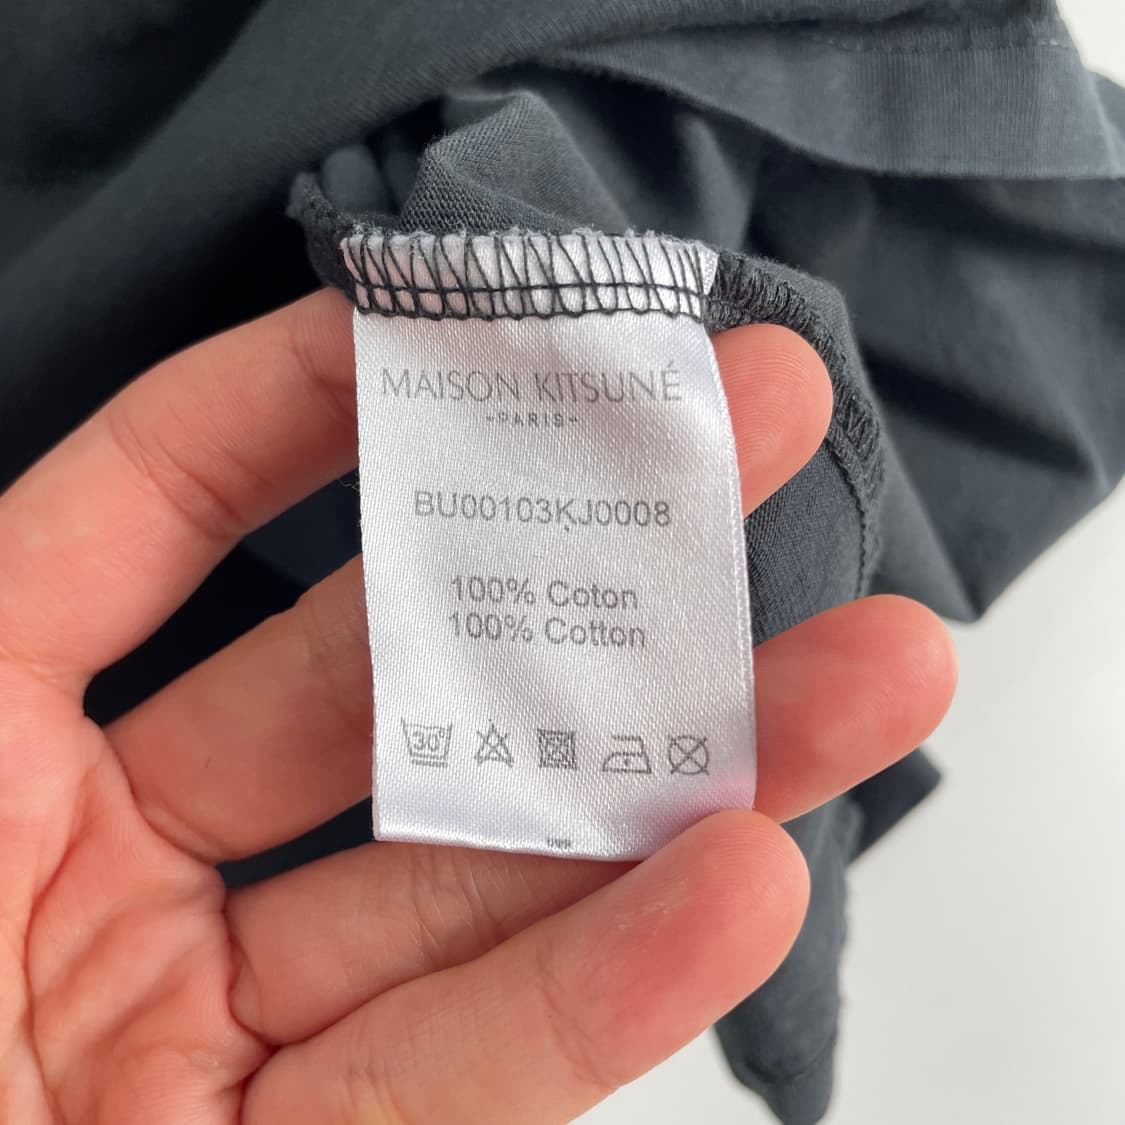 MAISON KITSUNÉ
-PARIS-
BU00103KJ0008
100% Coton
100% Cotton
30°